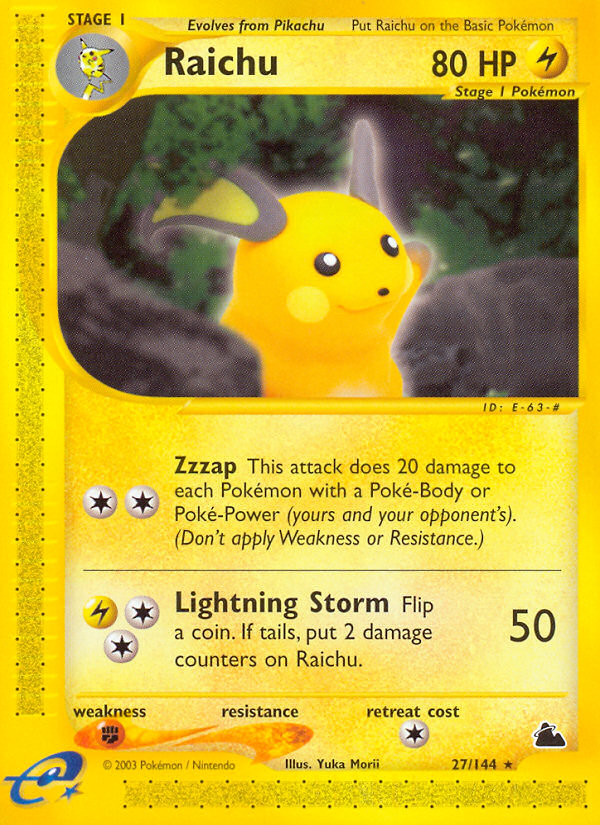 STAGE 1
Evolves from Pikachu
Put Raichu on the Basic Pokémon
Raichu
80 HP
Stage 1 Pokémon
ID: E-63-#
Zzzap This attack does 20 damage to
each Pokémon with a Poké-Body or
Poké-Power (yours and your opponent's).
(Don't apply Weakness or Resistance.)
Lightning Storm Flip
a coin. If tails, put 2 damage
counters on Raichu.
50
weakness
resistance
retreat cost
© 2003 Pokémon / Nintendo
Illus. Yuka Morii
27/144 ★
e